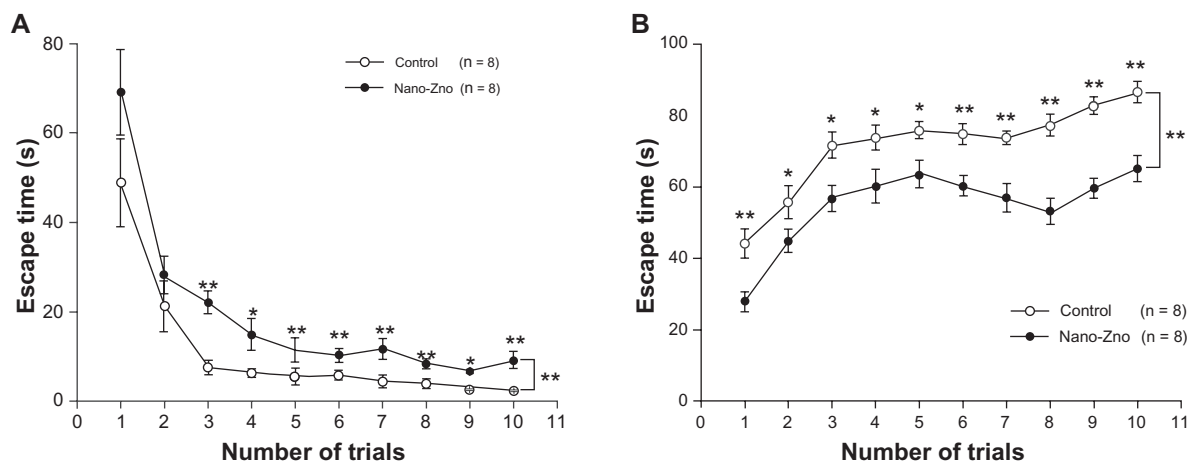 A
Escape time (s)
80
60
40
20
0
Control (n = 8)
Nano-Zno (n = 8)
**
*
**
**
**
**
*
**
**
0 1 2 3 4 5 6 7 8 9 10 11
Number of trials
B
Escape time (s)
100
80
60
40
20
0
**
*
*
*
*
**
**
**
**
**
**
Control (n = 8)
Nano-Zno (n = 8)
0 1 2 3 4 5 6 7 8 9 10 11
Number of trials